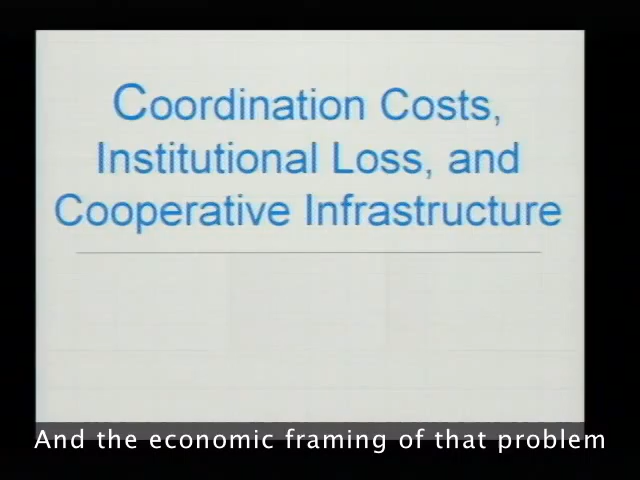 Coordination Costs,
Institutional Loss, and
Cooperative Infrastructure
And the economic framing of that problem